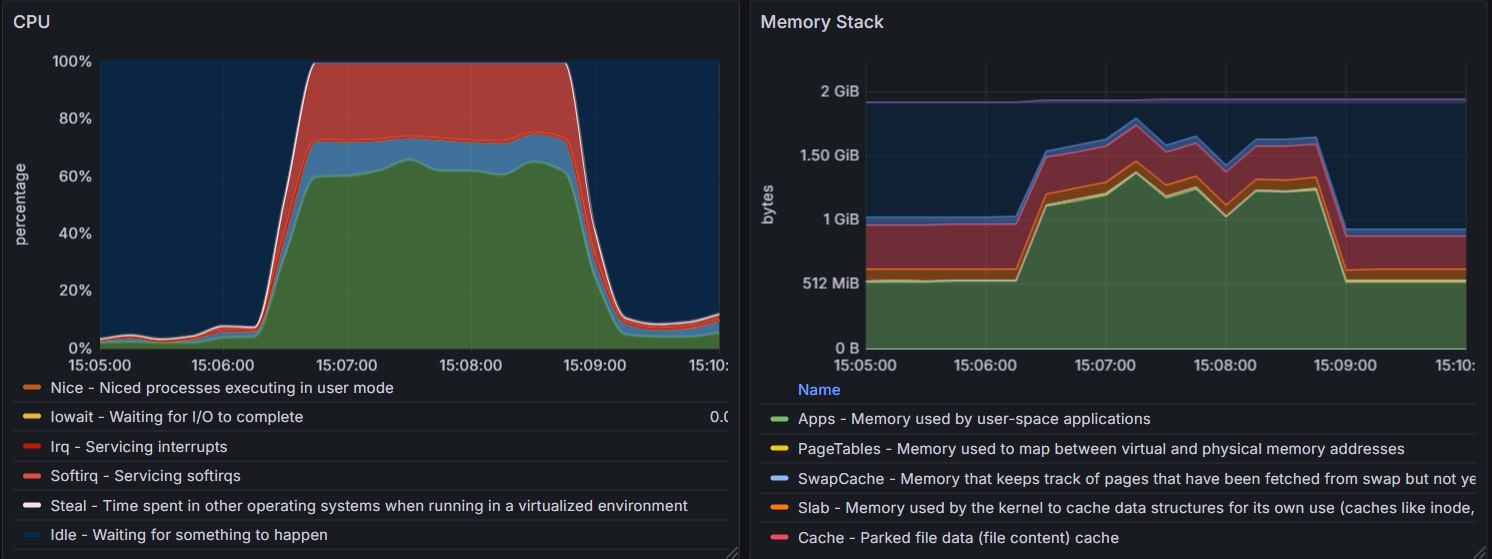 CPU
100%
80%
60%
40%
20%
0%
percentage
15:05:00 15:06:00 15:07:00 15:08:00 15:09:00 15:10:
Nice - Niced processes executing in user mode
Iowait - Waiting for I/O to complete 0.0
Irq - Servicing interrupts
Softirq - Servicing softirqs
Steal - Time spent in other operating systems when running in a virtualized environment
Idle - Waiting for something to happen
Memory Stack
2 GiB
1.50 GiB
1 GiB
512 MiB
0 B
bytes
15:05:00 15:06:00 15:07:00 15:08:00 15:09:00 15:10:
Name
Apps - Memory used by user-space applications
PageTables - Memory used to map between virtual and physical memory addresses
SwapCache - Memory that keeps track of pages that have been fetched from swap but not ye
Slab - Memory used by the kernel to cache data structures for its own use (caches like inode,
Cache - Parked file data (file content) cache